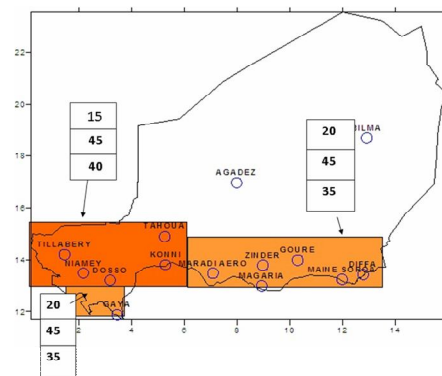 22
20
18
16
14
12
2
4
6
8
10
12
14
15
45
40
20
45
35
20
45
35
ILMA
AGADEZ
TAHOUA
TILLABERY
KONNI
NIAMEY
DOSSO
GAYA
MARADI AERO
ZINDER
GOURE
MAGARIA
MAINE SOROA
DIFFA